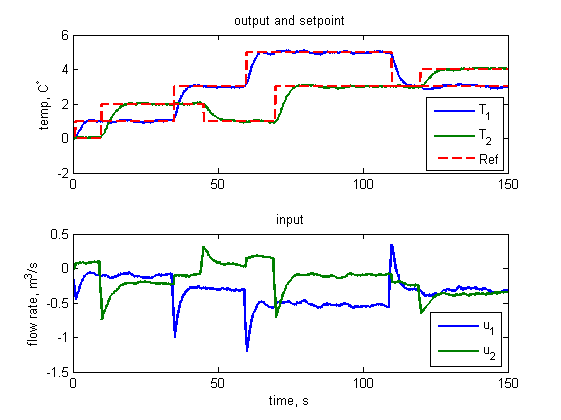 output and setpoint
6
4
2
0
-2
temp, C°
0
50
100
150
T1
T2
Ref
input
0.5
0
-0.5
-1
-1.5
flow rate, m³/s
0
50
100
150
time, s
u1
u2